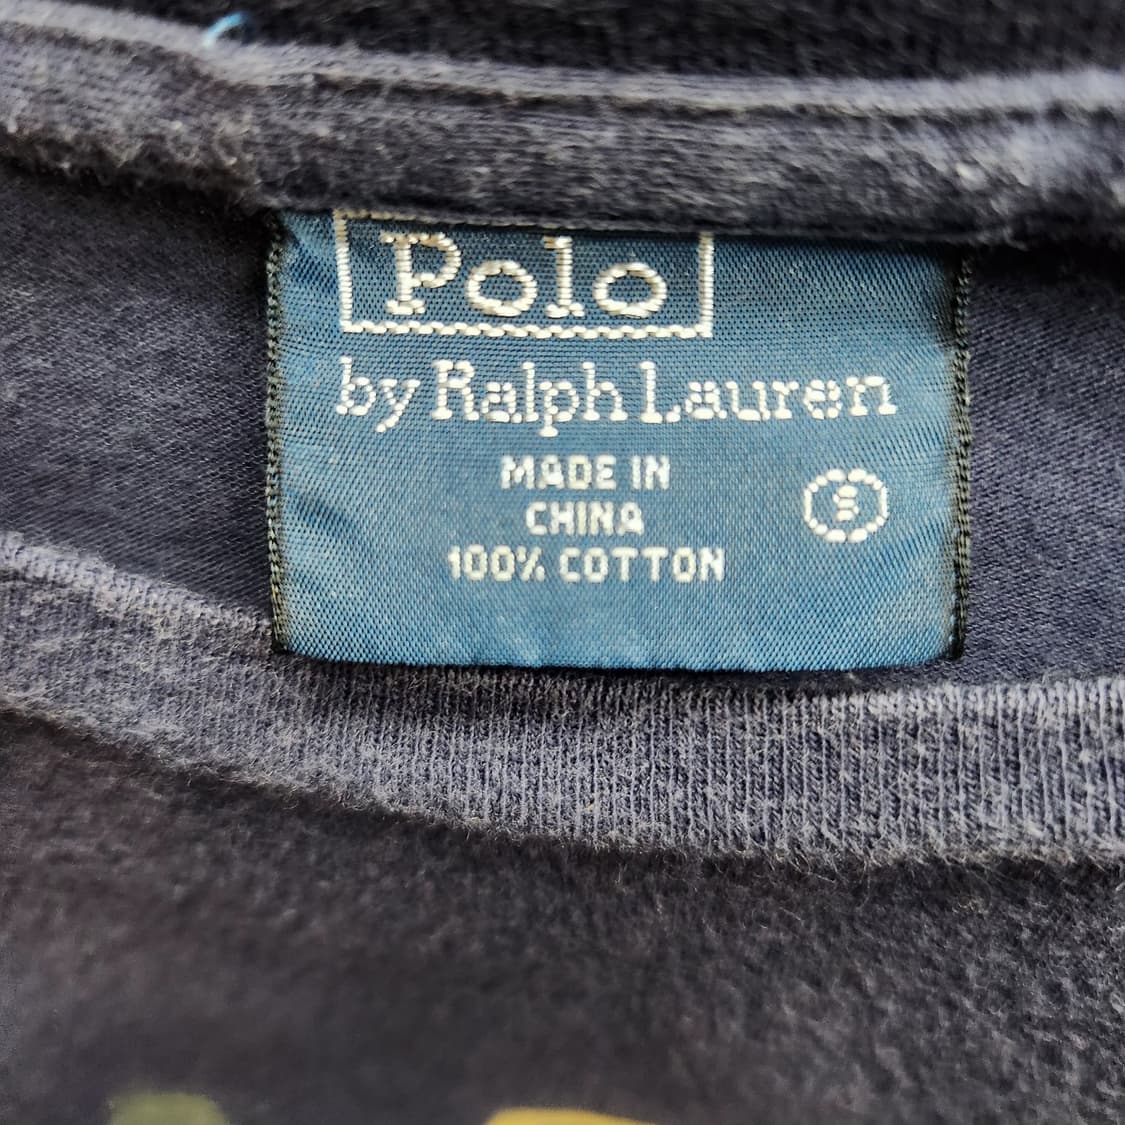 Polo
by Ralph Lauren
MADE IN
CHINA
100% COTTON
S